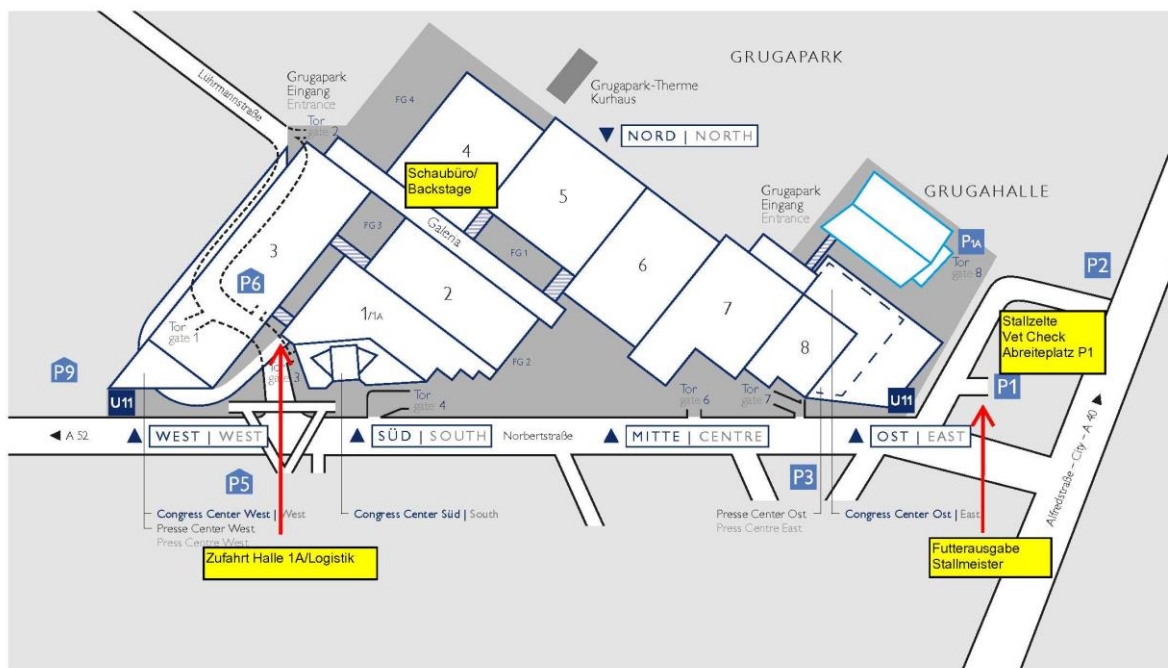 GRUGAPARK
Grugapark-Therme
Kurhaus
Lührmannstraße
Grugapark
Eingang
Entrance
Tor
gate 2
FG 4
NORD | NORTH
4
Schaubüro/
Backstage
5
Grugapark
Eingang
Entrance
GRUGAHALLE
P1A
Tor
gate 8
P2
3
FG 3
Galeria
FG 1
6
P6
2
7
Stallzelte
Vet Check
Abreiteplatz P1
1/1A
Tor
gate 1
8
FG 2
Tor
gate 3
P9
P1
U11
Tor
gate 4
Tor
gate 6
Tor
gate 7
U11
A 52
WEST | WEST
SÜD | SOUTH
Norbertstraße
MITTE | CENTRE
OST | EAST
Alfredstraße – City – A 40
P5
P3
Congress Center West | West
Presse Center West
Press Centre West
Congress Center Süd | South
Presse Center Ost
Press Centre East
Congress Center Ost | East
Zufahrt Halle 1A/Logistik
Futterausgabe
Stallmeister